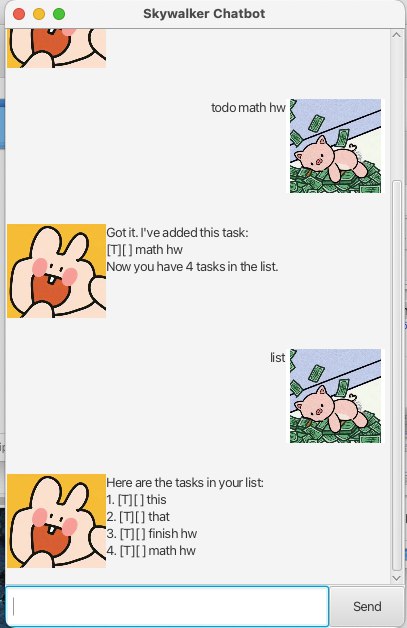 Skywalker Chatbot
todo math hw
Got it. I've added this task:
[T][ ] math hw
Now you have 4 tasks in the list.
list
Here are the tasks in your list:
1. [T][ ] this
2. [T][ ] that
3. [T][ ] finish hw
4. [T][ ] math hw
Send